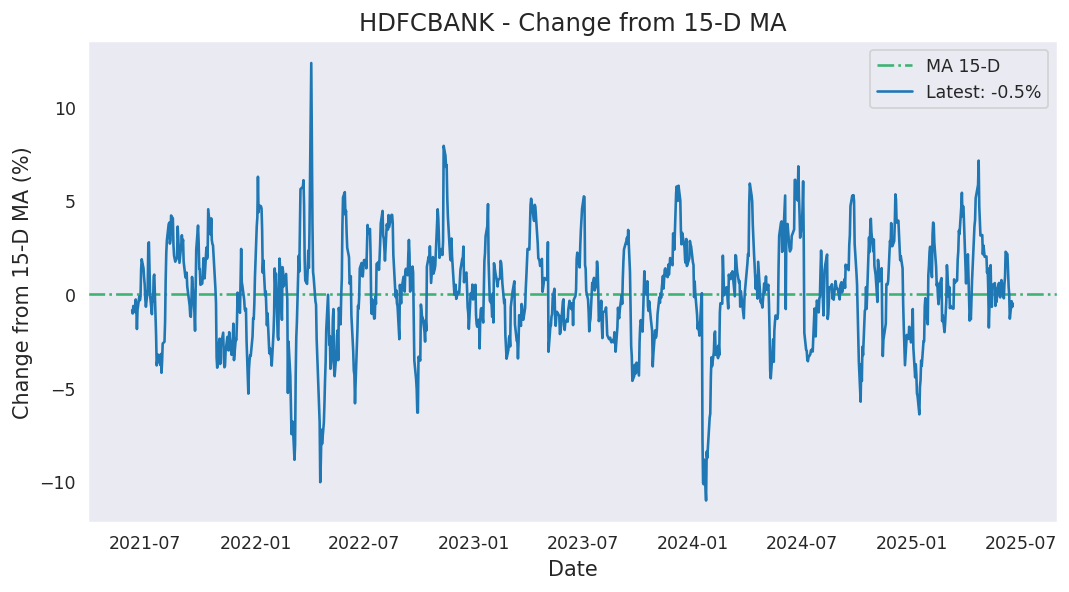 HDFCBANK - Change from 15-D MA
MA 15-D
Latest: -0.5%
Change from 15-D MA (%)
10
5
0
−5
−10
2021-07 2022-01 2022-07 2023-01 2023-07 2024-01 2024-07 2025-01 2025-07
Date